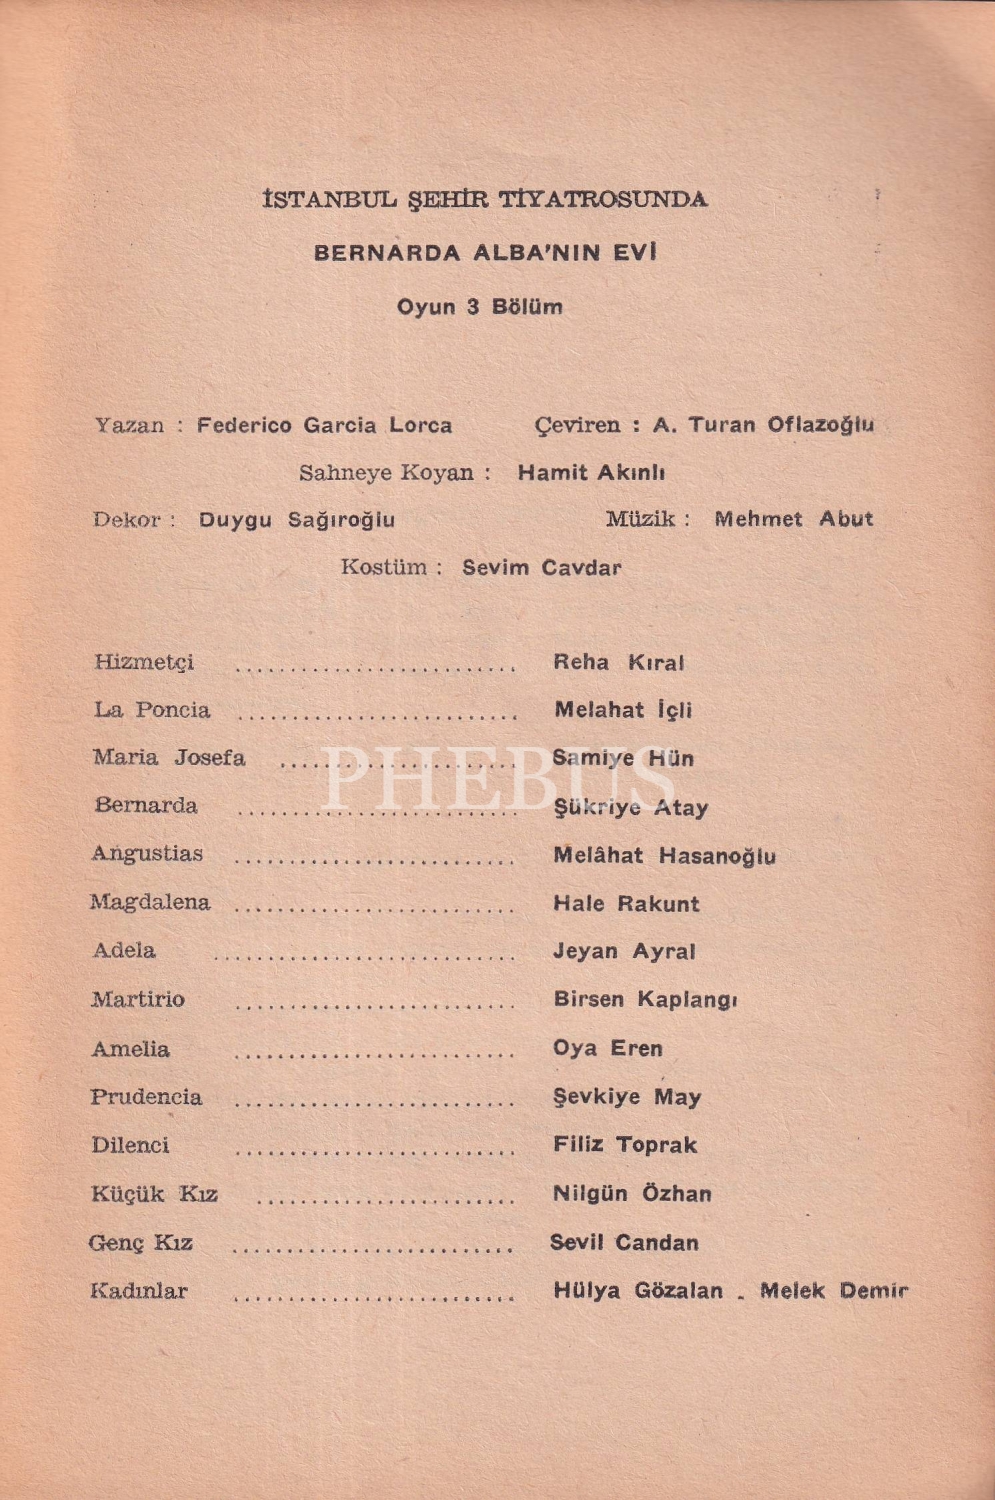 İSTANBUL ŞEHİR TİYATROSUNDA
BERNARDA ALBA'NIN EVİ
Oyun 3 Bölüm
Yazan : Federico Garcia Lorca Çeviren : A. Turan Oflazoğlu
Sahneye Koyan : Hamit Akınlı
Dekor : Duygu Sağıroğlu Müzik : Mehmet Abut
Kostüm : Sevim Cavdar
Hizmetçi ......................... Reha Kıral
La Poncia ......................... Melahat İçli
Maria Josefa ..................... Samiye Hün
PHEBUS
Bernarda ......................... Şükriye Atay
Angustias ......................... Melâhat Hasanoğlu
Magdalena ......................... Hale Rakunt
Adela ........................... Jeyan Ayral
Martirio ......................... Birsen Kaplangı
Amelia ......................... Oya Eren
Prudencia ......................... Şevkiye May
Dilenci ......................... Filiz Toprak
Küçük Kız ....................... Nilgün Özhan
Genç Kız ......................... Sevil Candan
Kadınlar ......................... Hülya Gözalan - Melek Demir